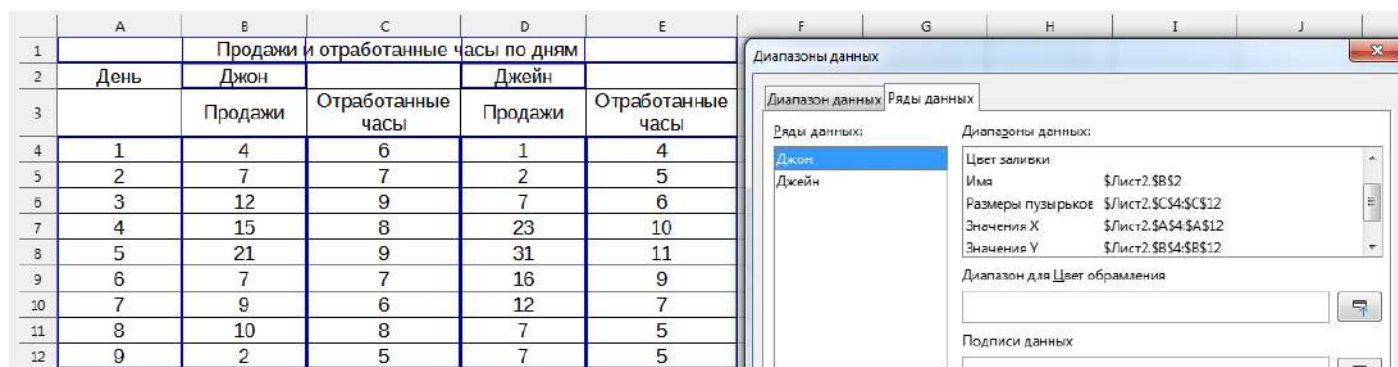 A B C D E F G H I J
1 Продажи и отработанные часы по дням
2 День Джон Джейн
3 Продажи Отработанные часы Продажи Отработанные часы
4 1 4 6 1 4
5 2 7 7 2 5
6 3 12 9 7 6
7 4 15 8 23 10
8 5 21 9 31 11
9 6 7 7 16 9
10 7 9 6 12 7
11 8 10 8 7 5
12 9 2 5 7 5
Диапазоны данных
Диапазон данных Ряды данных
Ряды данных:
Джон
Джейн
Диапазоны данных:
Цвет заливки
Имя $Лист2.$B$2
Размеры пузырьков $Лист2.$C$4:$C$12
Значения X $Лист2.$A$4:$A$12
Значения Y $Лист2.$B$4:$B$12
Диапазон для Цвет обрамления
Подписи данных